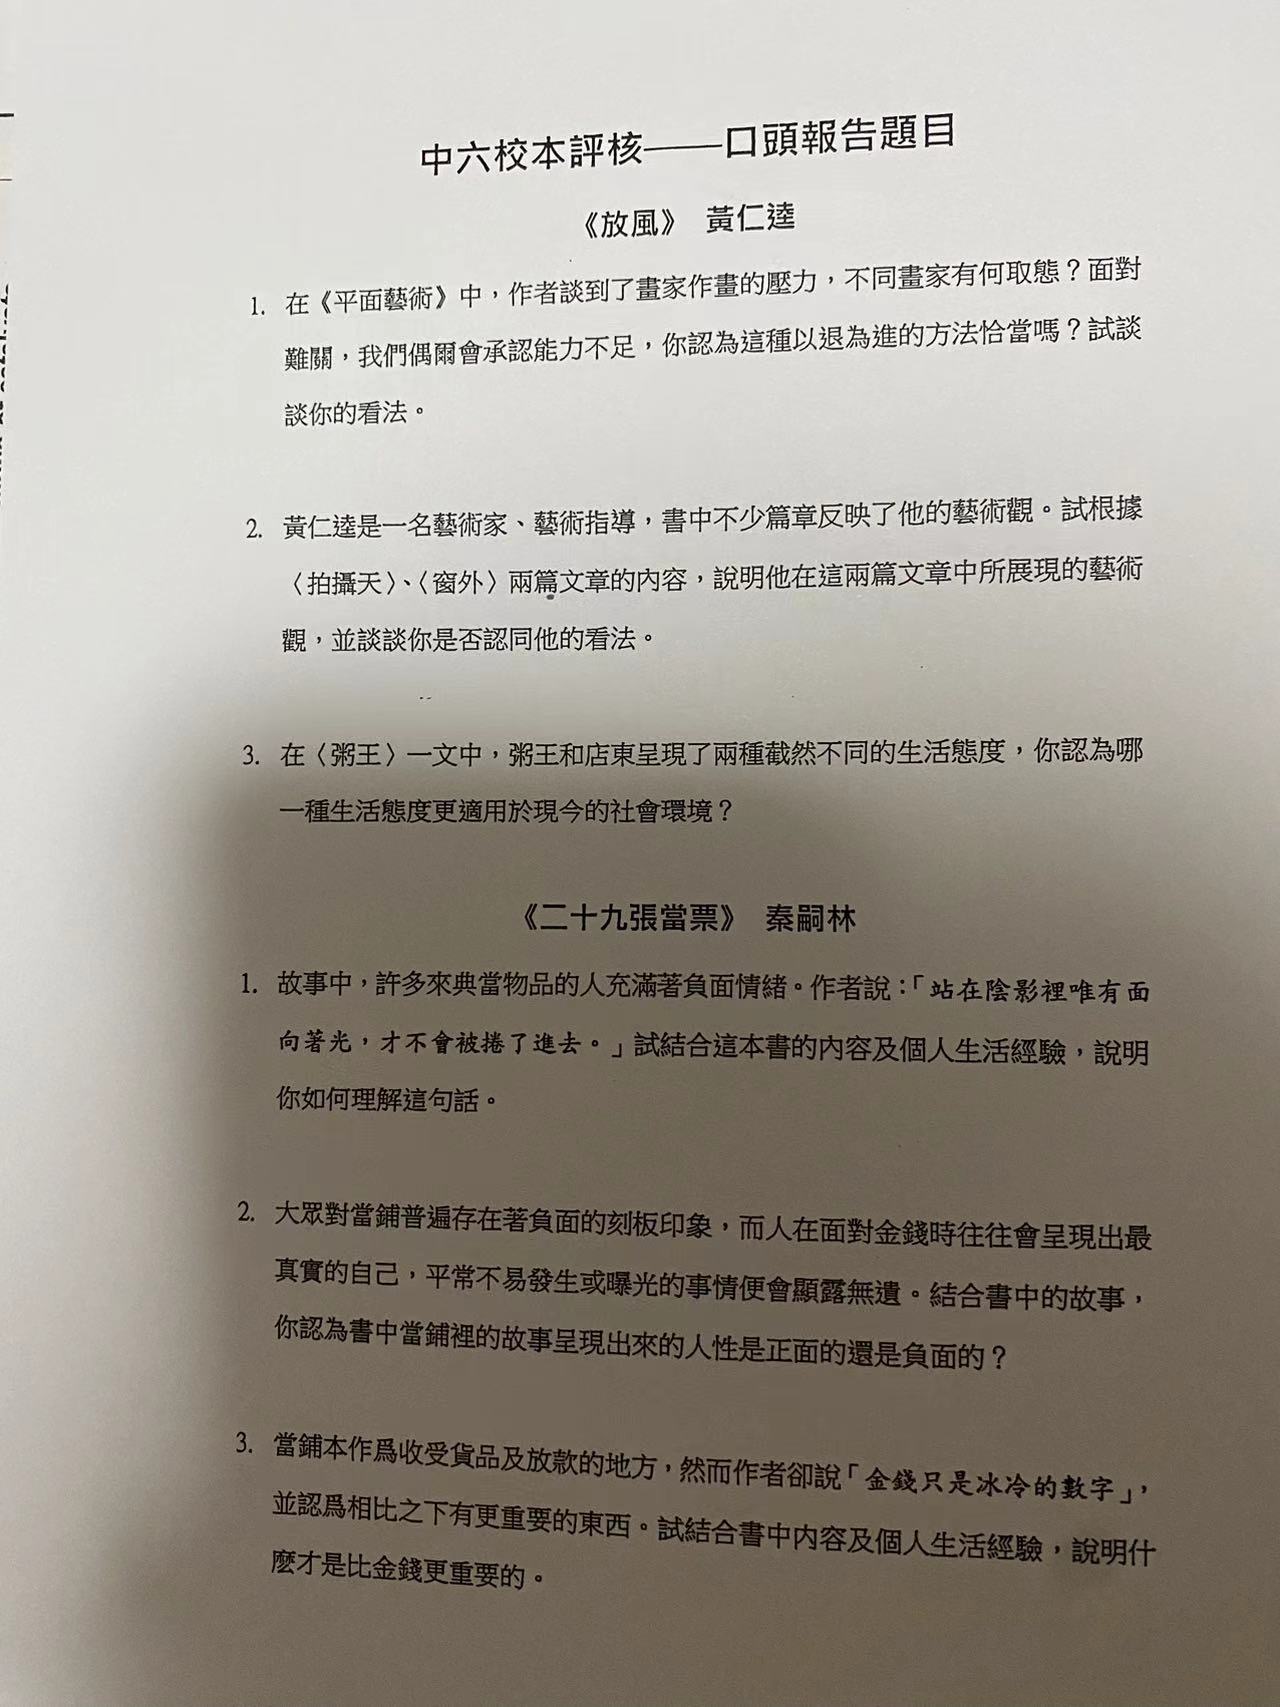 中六校本評核——口頭報告題目
《放風》 黃仁逵
1. 在《平面藝術》中，作者談到了畫家作畫的壓力，不同畫家有何取態？面對
難關，我們偶爾會承認能力不足，你認為這種以退為進的方法恰當嗎？試談
談你的看法。
2. 黃仁逵是一名藝術家、藝術指導，書中不少篇章反映了他的藝術觀。試根據
〈拍攝天〉、〈窗外〉兩篇文章的內容，說明他在這兩篇文章中所展現的藝術
觀，並談談你是否認同他的看法。
3. 在〈粥王〉一文中，粥王和店東呈現了兩種截然不同的生活態度，你認為哪
一種生活態度更適用於現今的社會環境？
《二十九張當票》 秦嗣林
1. 故事中，許多來典當物品的人充滿著負面情緒。作者說：「站在陰影裡唯有面
向著光，才不會被捲了進去。」試結合這本書的內容及個人生活經驗，說明
你如何理解這句話。
2. 大眾對當鋪普遍存在著負面的刻板印象，而人在面對金錢時往往會呈現出最
真實的自己，平常不易發生或曝光的事情便會顯露無遺。結合書中的故事，
你認為書中當鋪裡的故事呈現出來的人性是正面的還是負面的？
3. 當鋪本作爲收受貨品及放款的地方，然而作者卻說「金錢只是冰冷的數字」，
並認爲相比之下有更重要的東西。試結合書中內容及個人生活經驗，說明什
麼才是比金錢更重要的。